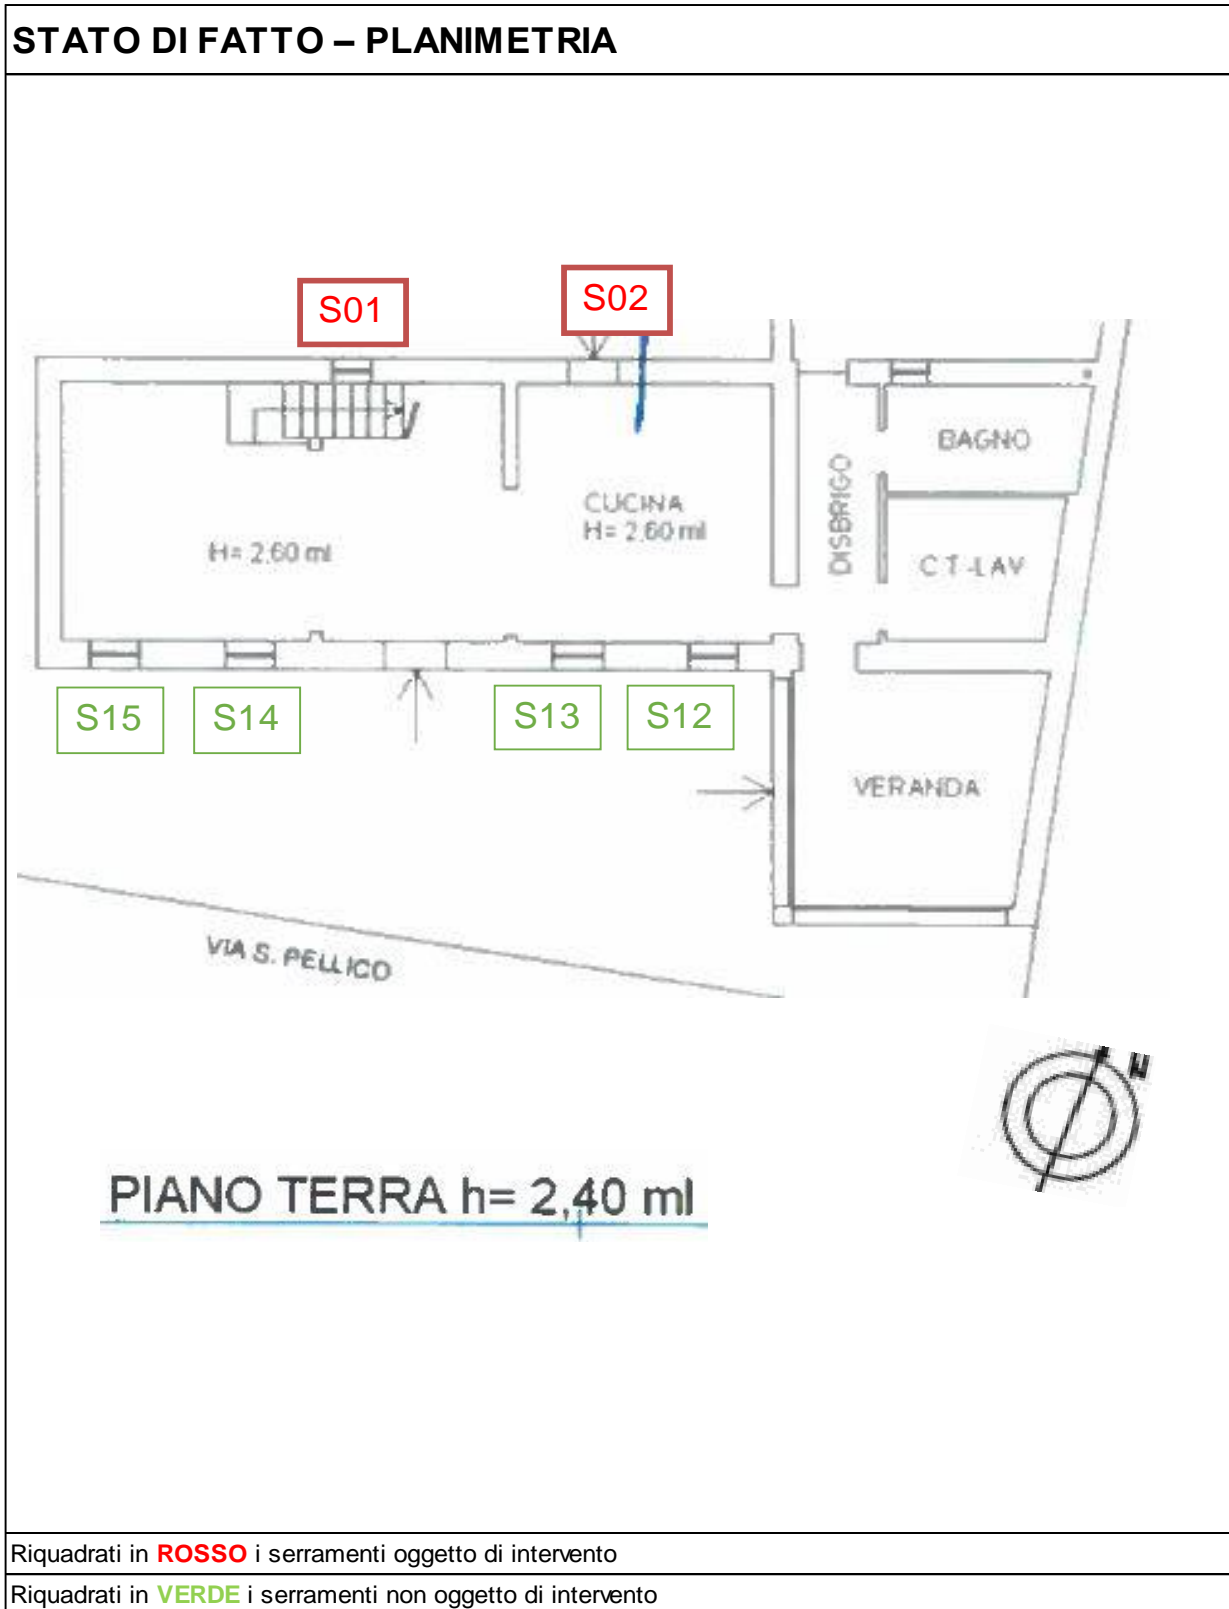 STATO DI FATTO – PLANIMETRIA
S01
S02
BAGNO
DISBRIGO
CUCINA
H= 2,60 ml
H= 2,60 ml
C T -LAV
S15
S14
S13
S12
VERANDA
VIA S. PELLICO
PIANO TERRA h= 2,40 ml
Riquadrati in ROSSO i serramenti oggetto di intervento
Riquadrati in VERDE i serramenti non oggetto di intervento